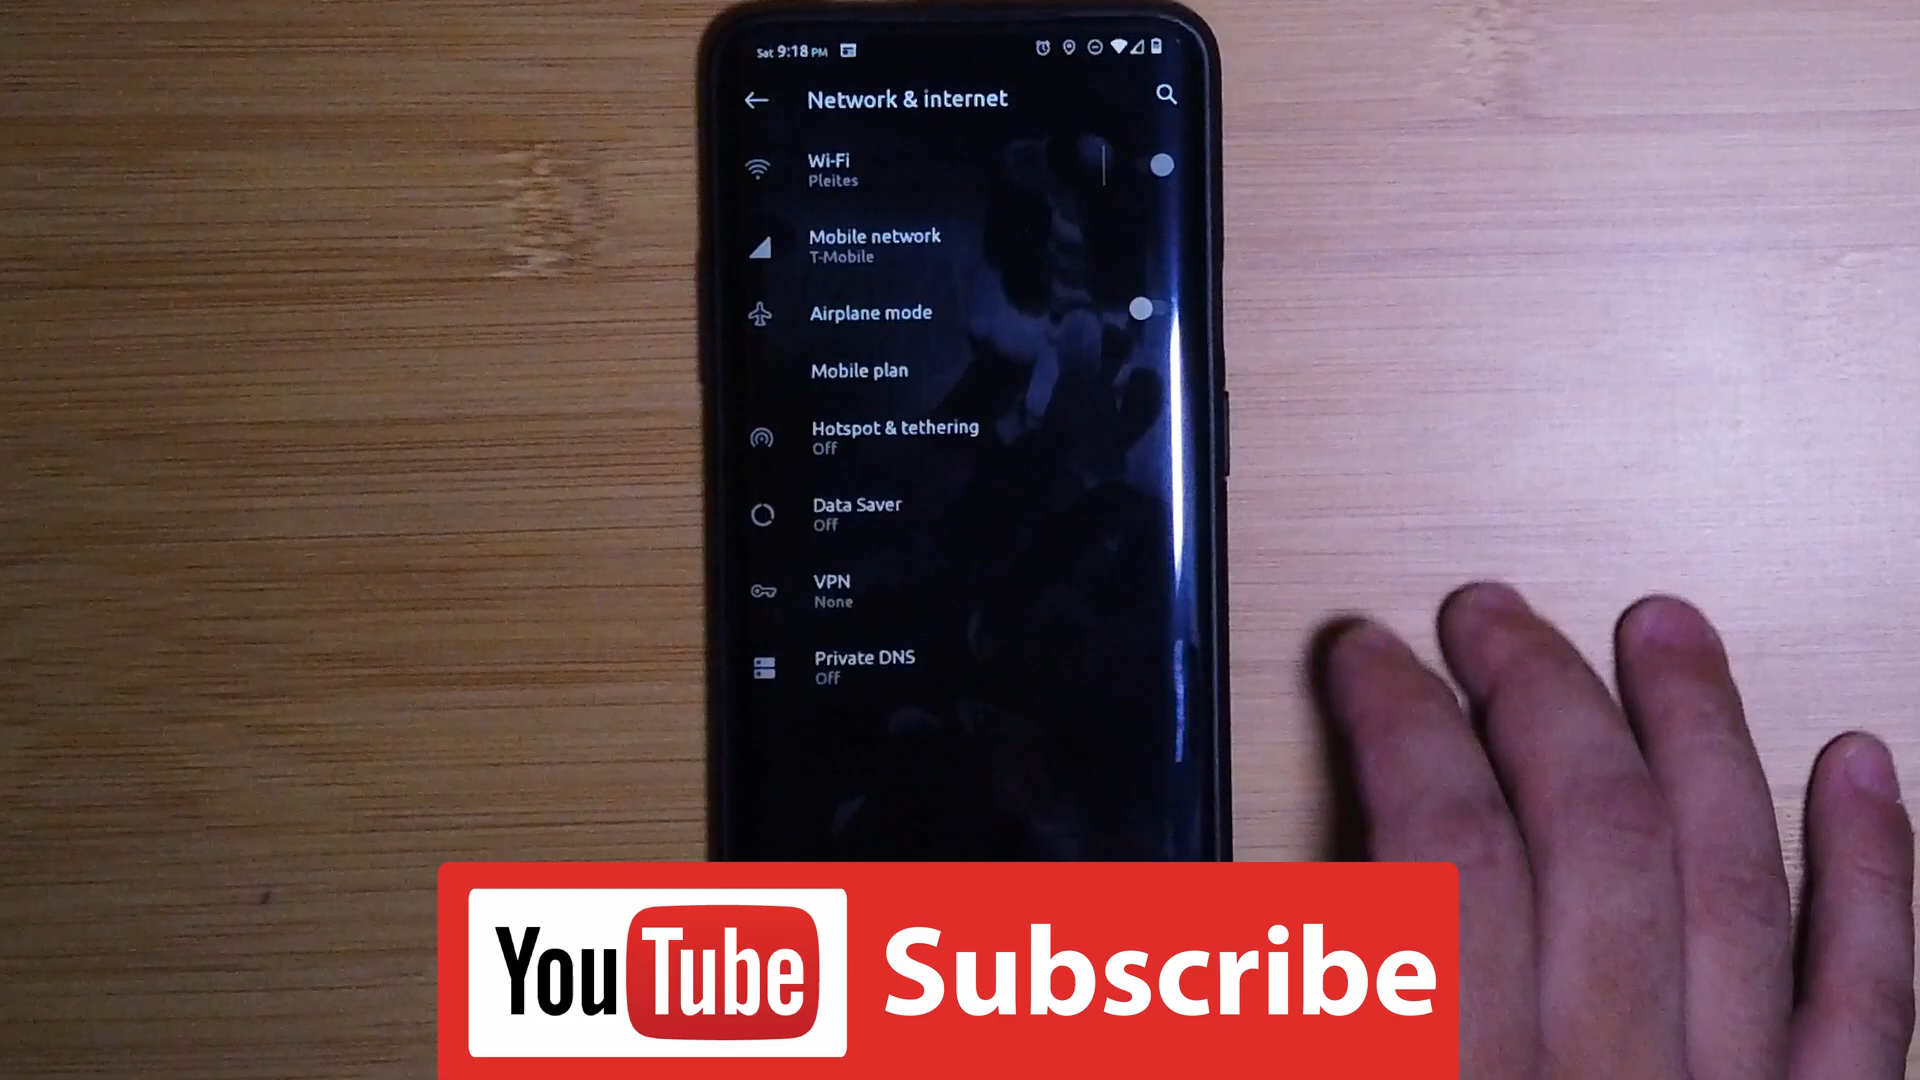 Sat 9:18 PM
Network & internet
Wi-Fi
Pleites
Mobile network
T-Mobile
Airplane mode
Mobile plan
Hotspot & tethering
Off
Data Saver
Off
VPN
None
Private DNS
Off
YouTube Subscribe